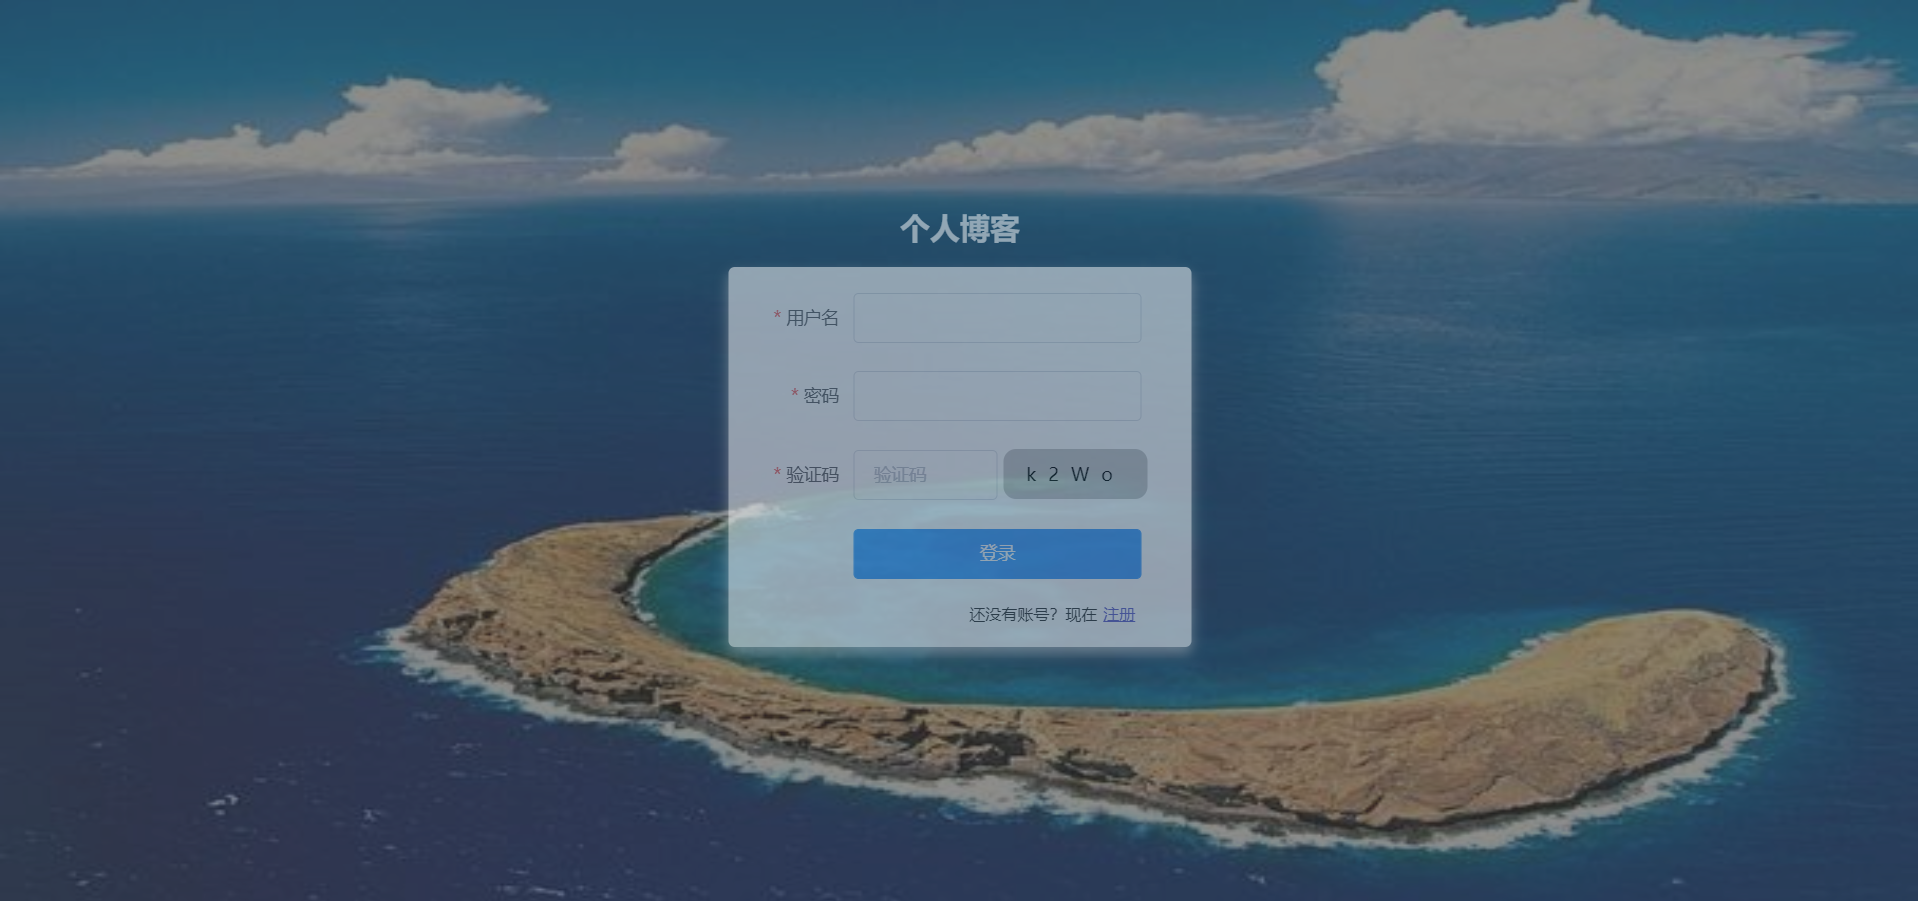 个人博客
* 用户名
* 密码
* 验证码 验证码 k 2 W o
登录
还没有账号？现在 注册